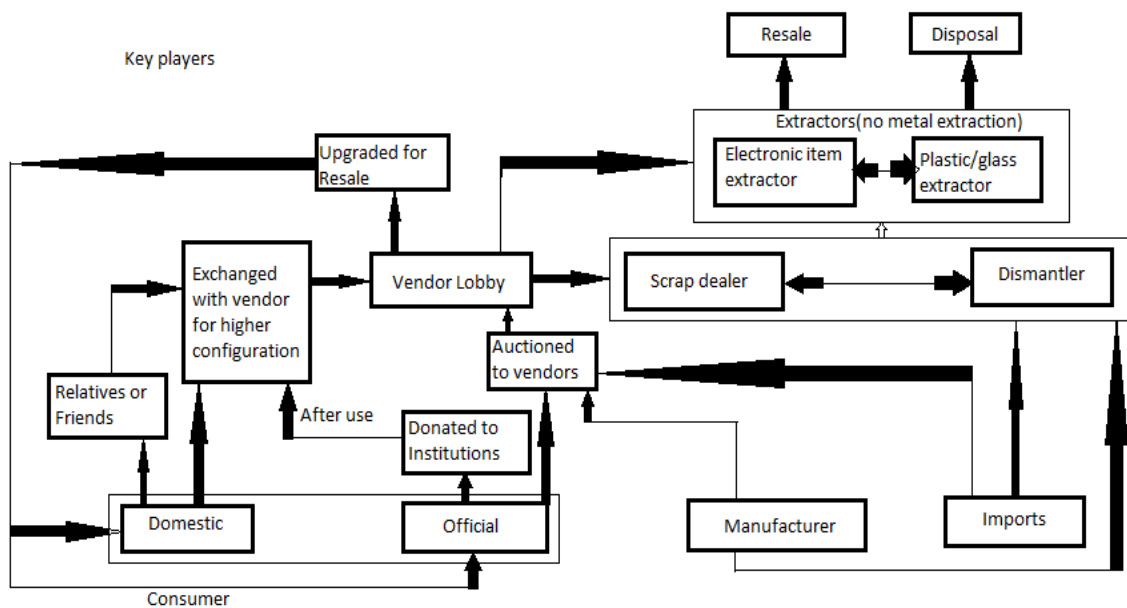 Key players
Resale
Disposal
Extractors(no metal extraction)
Electronic item
extractor
Plastic/glass
extractor
Upgraded for
Resale
Exchanged
with vendor
for higher
configuration
Vendor Lobby
Scrap dealer
Dismantler
Auctioned
to vendors
Relatives or
Friends
After use
Donated to
Institutions
Domestic
Official
Manufacturer
Imports
Consumer